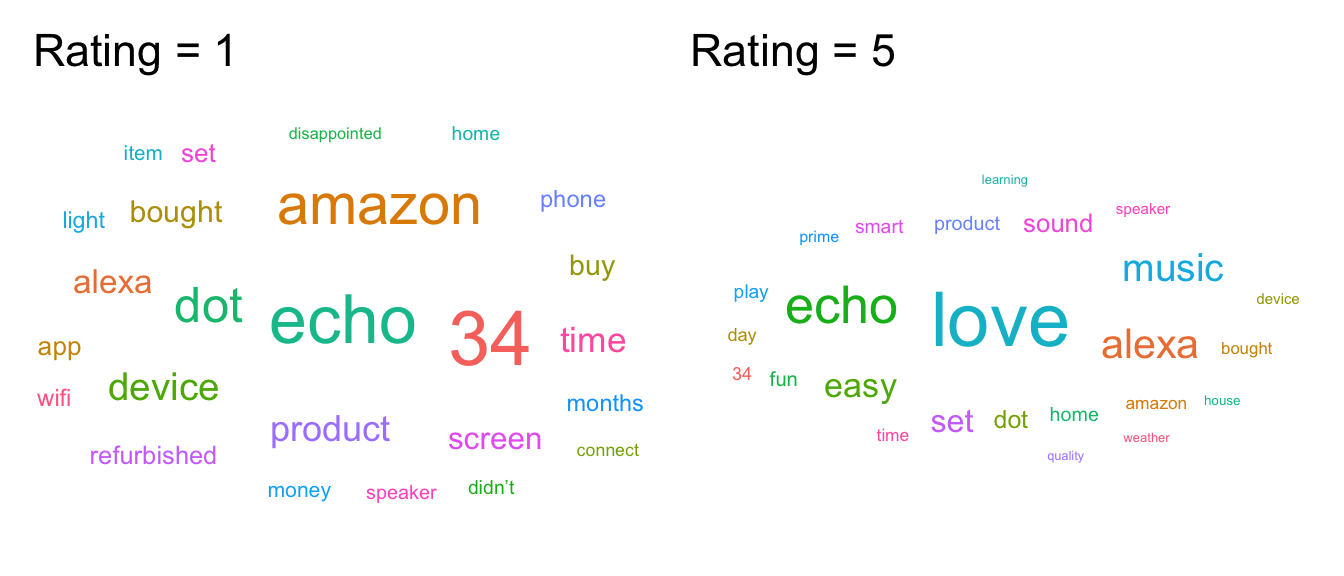 Rating = 1
disappointed home
item set
light bought amazon phone
alexa dot echo 34 buy
app time
wifi device months
refurbished product screen connect
money speaker didn’t
Rating = 5
learning
prime smart product sound speaker
play echo love music device
day alexa bought
34 fun easy
time set dot home amazon house
quality weather